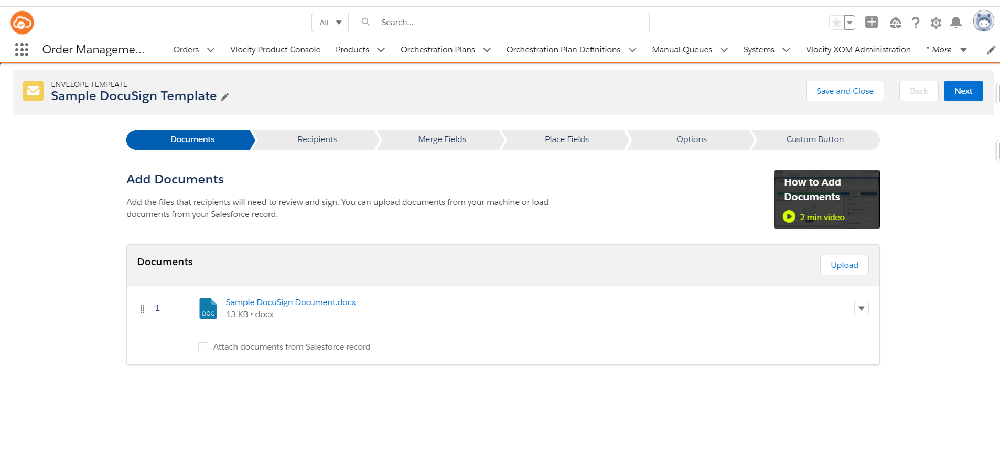 All
Search...
Order Manageme...
Orders
Vlocity Product Console
Products
Orchestration Plans
Orchestration Plan Definitions
Manual Queues
Systems
Vlocity XOM Administration
* More
ENVELOPE TEMPLATE
Sample DocuSign Template
Save and Close
Back
Next
Documents
Recipients
Merge Fields
Place Fields
Options
Custom Button
Add Documents
Add the files that recipients will need to review and sign. You can upload documents from your machine or load
documents from your Salesforce record.
How to Add
Documents
2 min video
Documents
Upload
1
DOC
Sample DocuSign Document.docx
13 KB • docx
Attach documents from Salesforce record